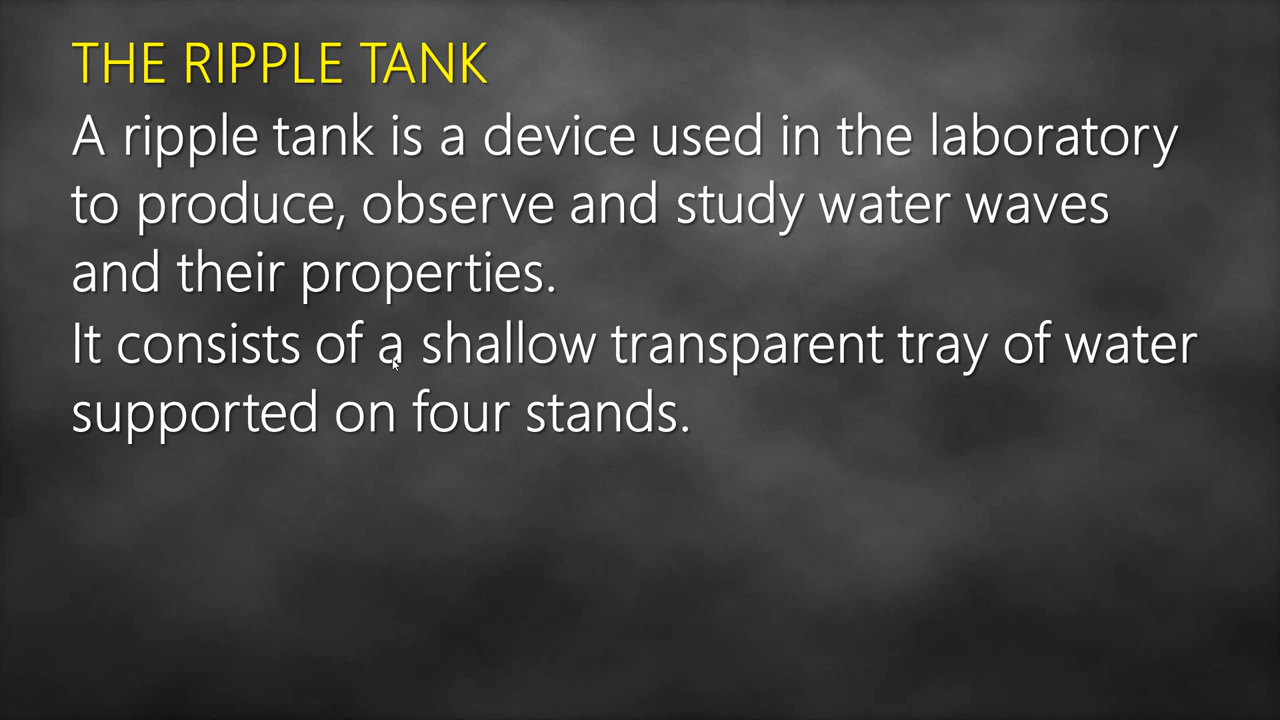 THE RIPPLE TANK
A ripple tank is a device used in the laboratory
to produce, observe and study water waves
and their properties.
It consists of a shallow transparent tray of water
supported on four stands.